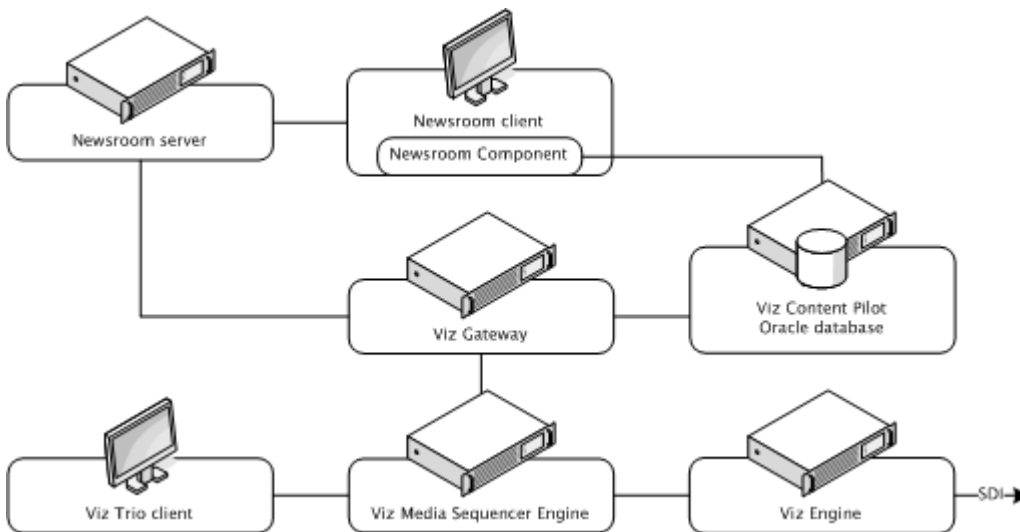 Newsroom server
Newsroom client
Newsroom Component
Viz Content Pilot
Oracle database
Viz Gateway
Viz Trio client
Viz Media Sequencer Engine
Viz Engine
SDI